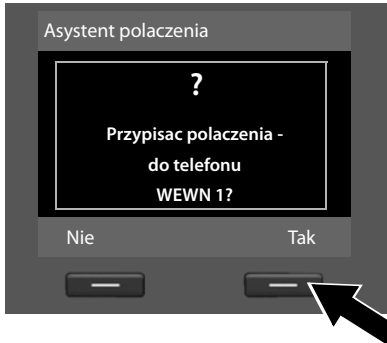 Asystent polaczenia
?
Przypisac polaczenia -
do telefonu
WEWN 1?
Nie Tak